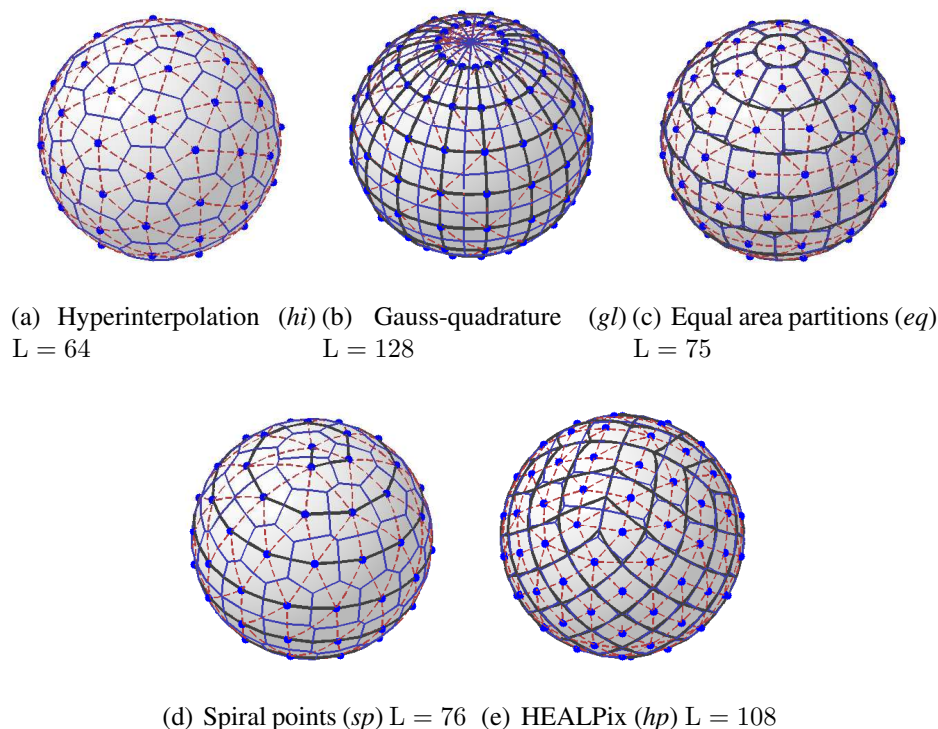 (a) Hyperinterpolation (hi) (b) Gauss-quadrature (gl) (c) Equal area partitions (eq)
L = 64 L = 128 L = 75
(d) Spiral points (sp) L = 76 (e) HEALPix (hp) L = 108